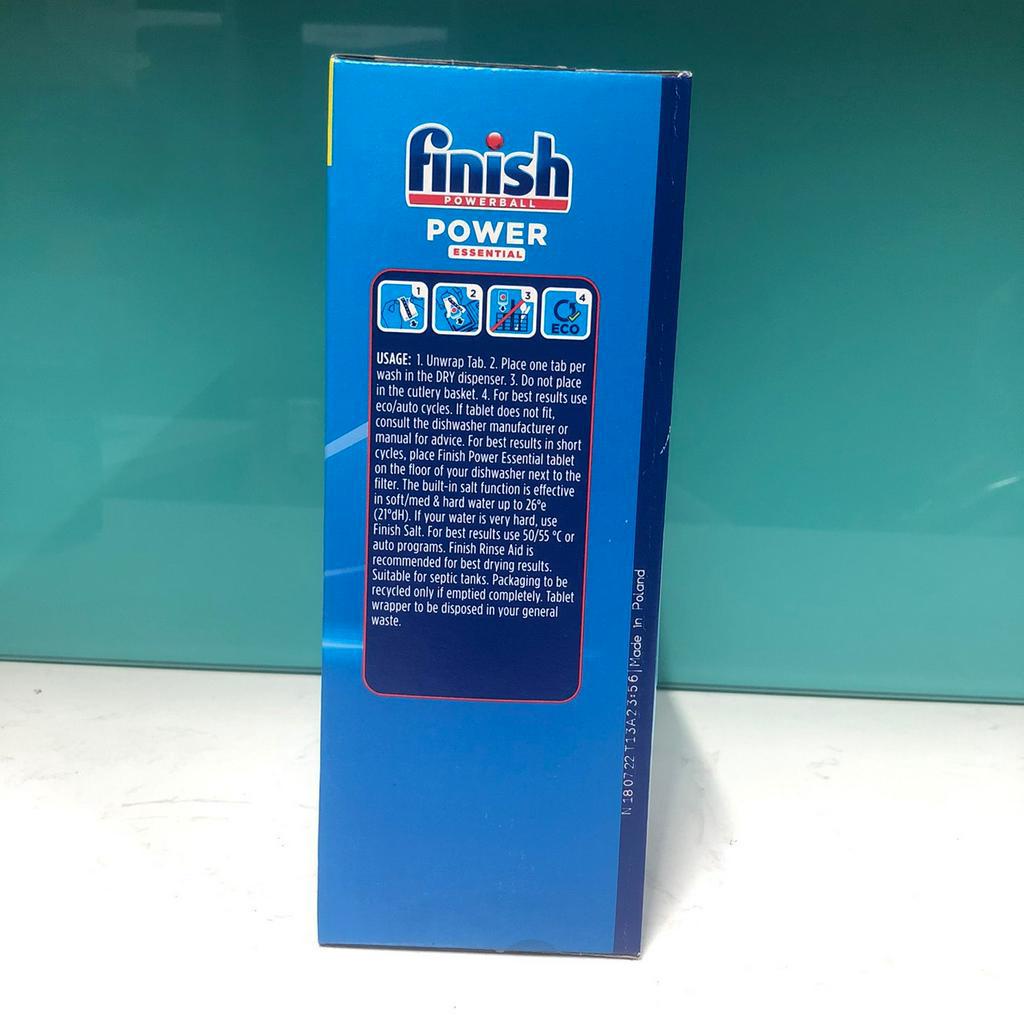 finish
POWERBALL
POWER
ESSENTIAL
1 2 3 4
ECO
USAGE: 1. Unwrap Tab. 2. Place one tab per
wash in the DRY dispenser. 3. Do not place
in the cutlery basket. 4. For best results use
eco/auto cycles. If tablet does not fit,
consult the dishwasher manufacturer or
manual for advice. For best results in short
cycles, place Finish Power Essential tablet
on the floor of your dishwasher next to the
filter. The built-in salt function is effective
in soft/med & hard water up to 26°e
(21°dH). If your water is very hard, use
Finish Salt. For best results use 50/55 °C or
auto programs. Finish Rinse Aid is
recommended for best drying results.
Suitable for septic tanks. Packaging to be
recycled only if emptied completely. Tablet
wrapper to be disposed in your general
waste.
N 180722 T13A23:56|Made In Poland